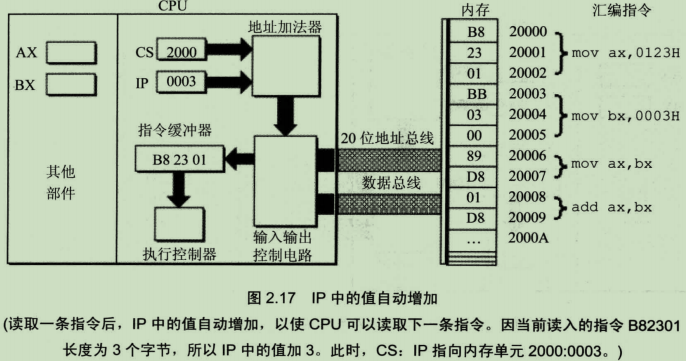 CPU
内存
汇编指令
地址加法器
AX
BX
CS 2000
IP 0003
指令缓冲器
B8 23 01
其他
部件
执行控制器
输入输出
控制电路
20 位地址总线
数据总线
B8 20000
23 20001
01 20002
BB 20003
03 20004
00 20005
89 20006
D8 20007
01 20008
D8 20009
… 2000A
mov ax,0123H
mov bx,0003H
mov ax,bx
add ax,bx
图 2.17 IP 中的值自动增加
(读取一条指令后，IP 中的值自动增加，以使 CPU 可以读取下一条指令。因当前读入的指令 B82301
长度为 3 个字节，所以 IP 中的值加 3。此时，CS：IP 指向内存单元 2000:0003。)